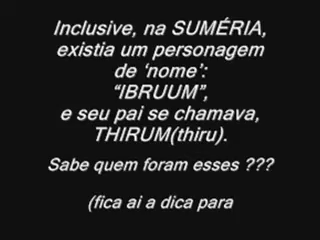 Inclusive, na SUMÉRIA,
existia um personagem
de ‘nome’:
“IBRUUM”,
e seu pai se chamava,
THIRUM(thiru).
Sabe quem foram esses ???
(fica ai a dica para